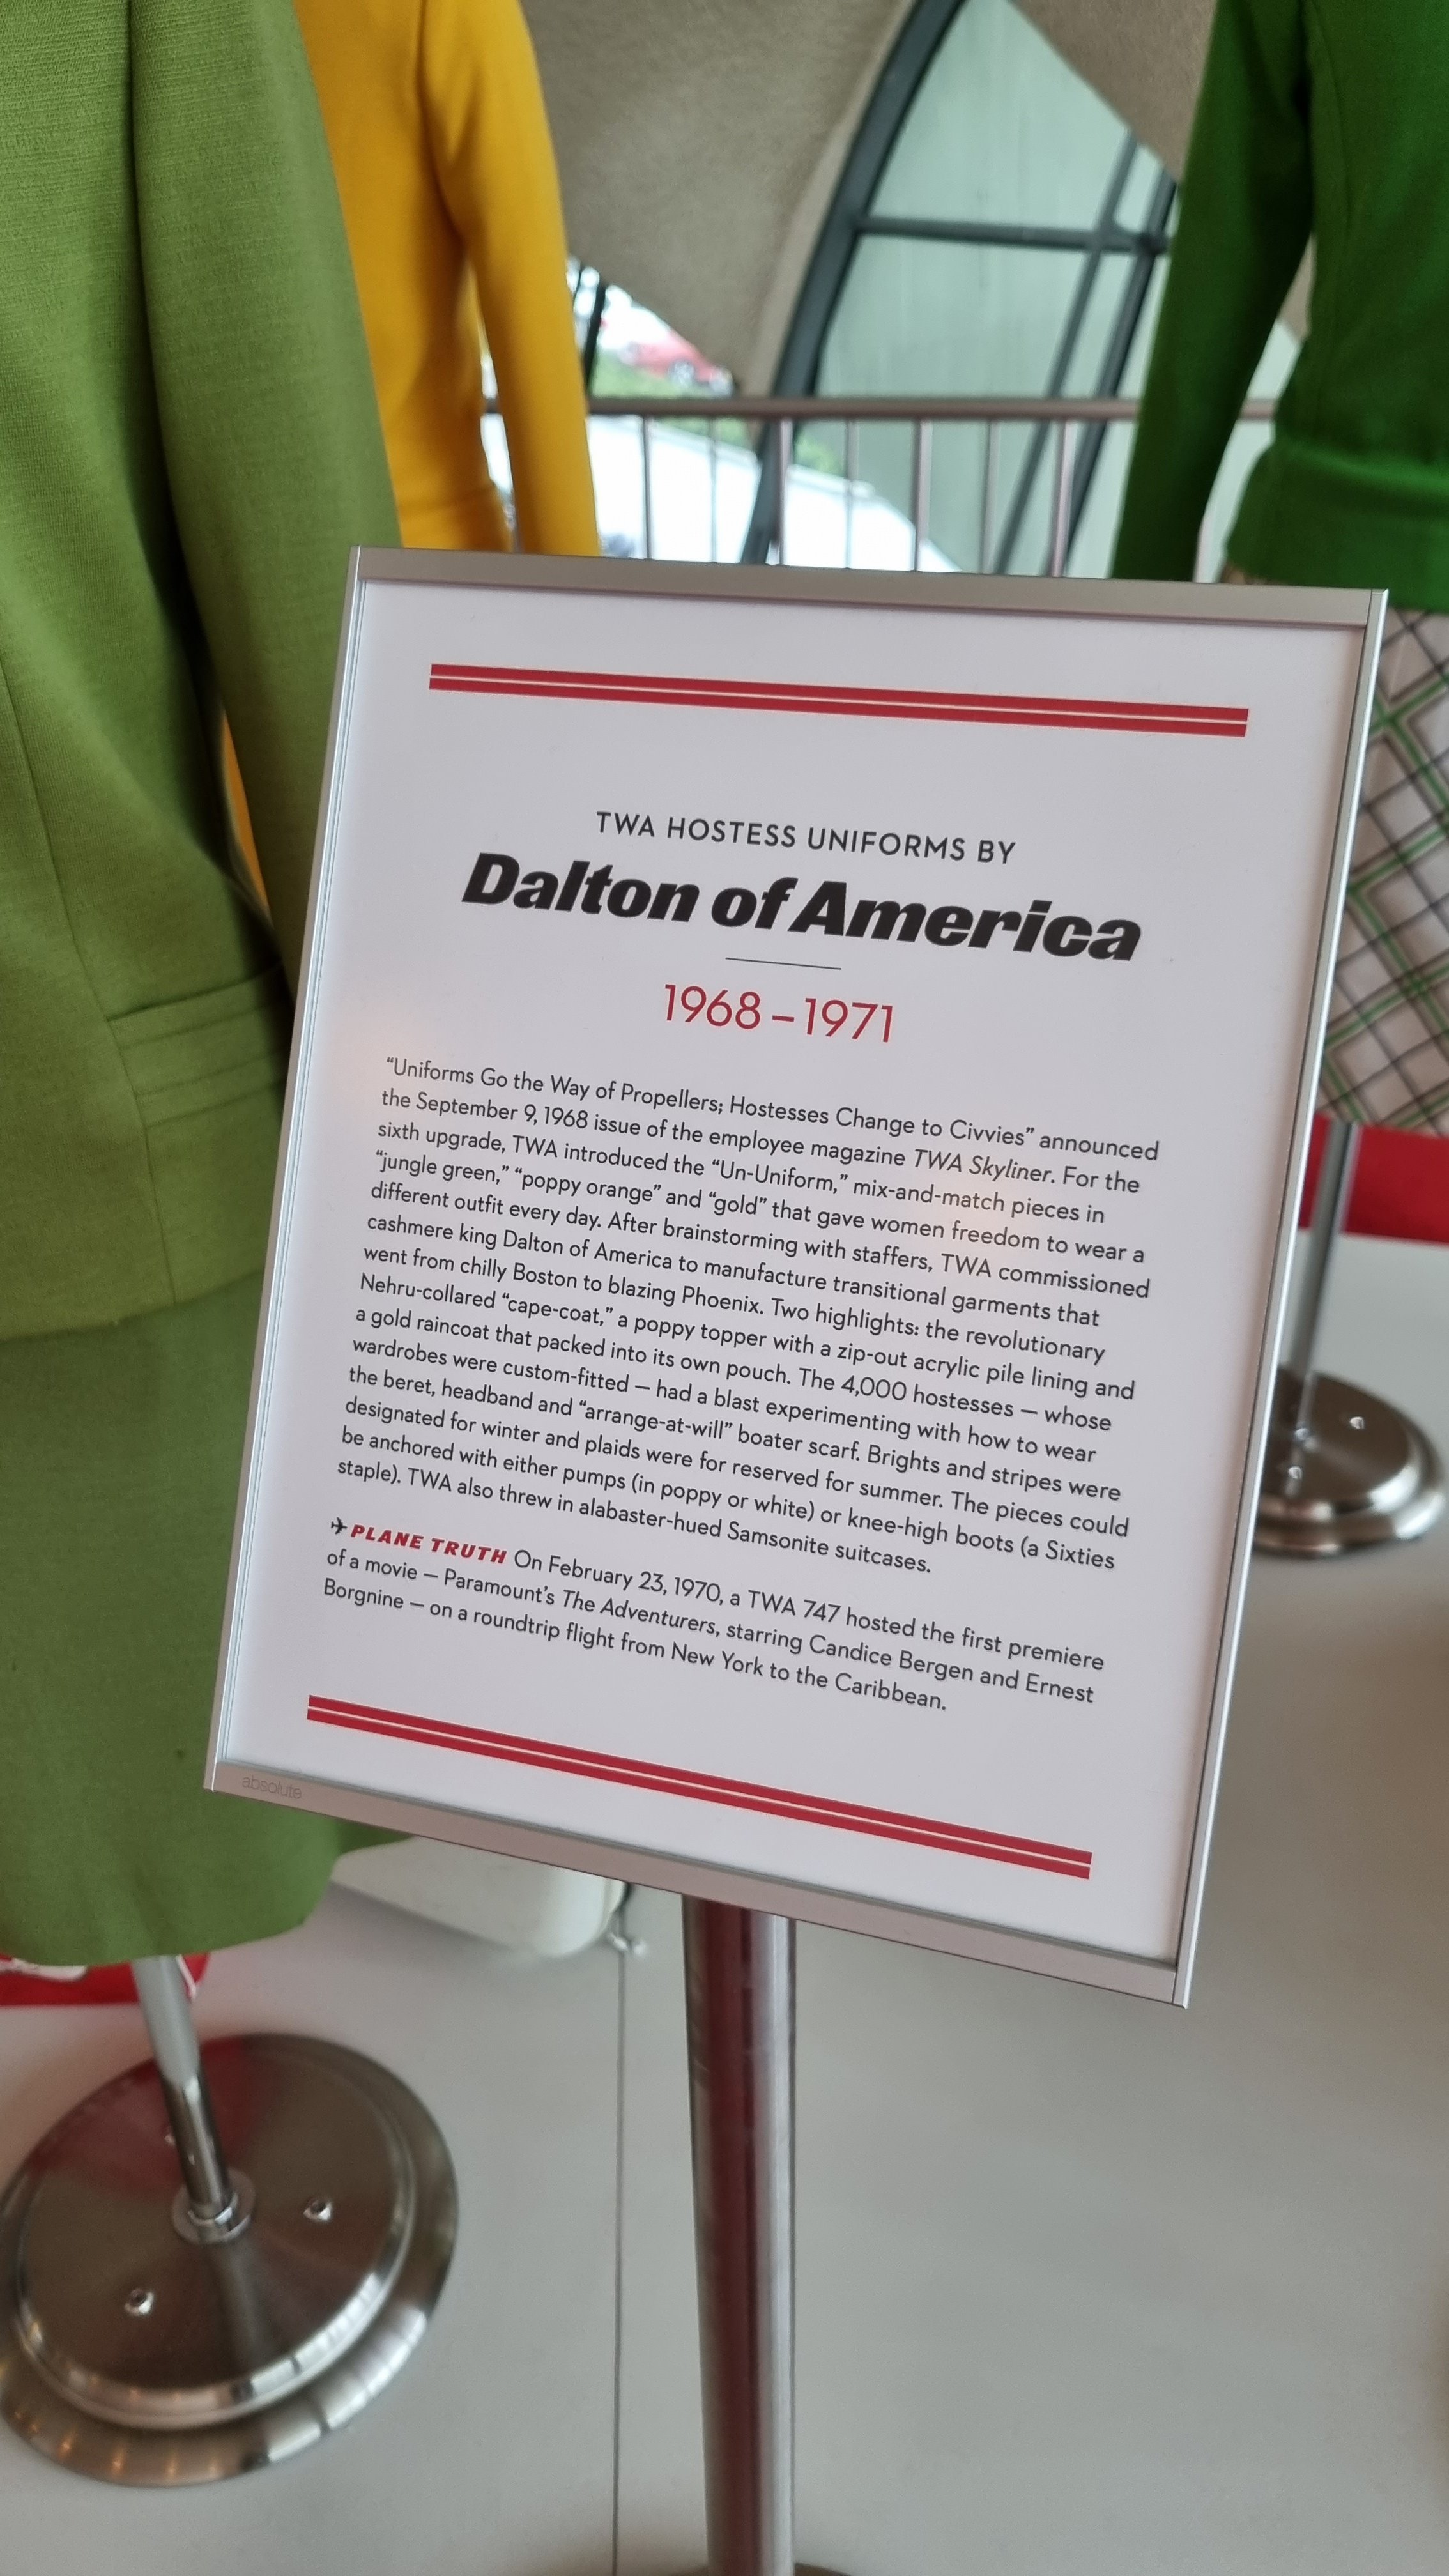 TWA HOSTESS UNIFORMS BY
Dalton of America
1968 – 1971
“Uniforms Go the Way of Propellers; Hostesses Change to Civvies” announced
the September 9, 1968 issue of the employee magazine TWA Skyliner. For the
sixth upgrade, TWA introduced the “Un-Uniform,” mix-and-match pieces in
“jungle green,” “poppy orange” and “gold” that gave women freedom to wear a
different outfit every day. After brainstorming with staffers, TWA commissioned
cashmere king Dalton of America to manufacture transitional garments that
went from chilly Boston to blazing Phoenix. Two highlights: the revolutionary
Nehru-collared “cape-coat,” a poppy topper with a zip-out acrylic pile lining and
a gold raincoat that packed into its own pouch. The 4,000 hostesses — whose
wardrobes were custom-fitted — had a blast experimenting with how to wear
the beret, headband and “arrange-at-will” boater scarf. Brights and stripes were
designated for winter and plaids were for reserved for summer. The pieces could
be anchored with either pumps (in poppy or white) or knee-high boots (a Sixties
staple). TWA also threw in alabaster-hued Samsonite suitcases.
PLANE TRUTH On February 23, 1970, a TWA 747 hosted the first premiere
of a movie — Paramount’s The Adventurers, starring Candice Bergen and Ernest
Borgnine — on a roundtrip flight from New York to the Caribbean.
absolute